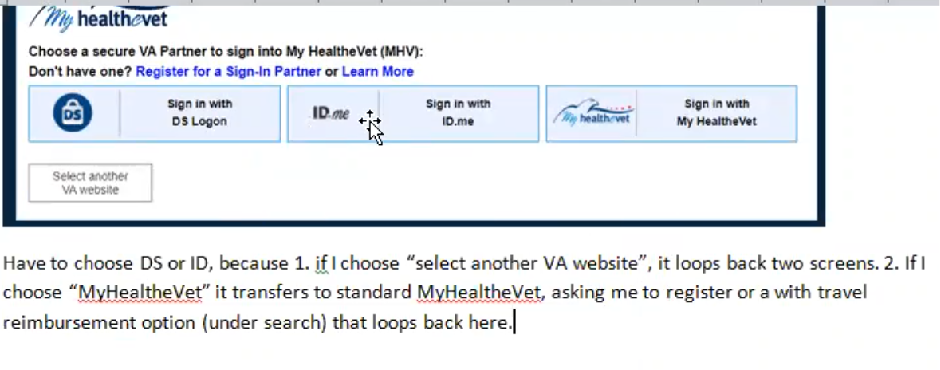 My healthevet
Choose a secure VA Partner to sign into My HealtheVet (MHV):
Don't have one? Register for a Sign-In Partner or Learn More
DS
Sign in with
DS Logon
ID.me
Sign in with
ID.me
My healthevet
Sign in with
My HealtheVet
Select another
VA website
Have to choose DS or ID, because 1. if I choose “select another VA website”, it loops back two screens. 2. If I
choose “MyHealtheVet” it transfers to standard MyHealtheVet, asking me to register or a with travel
reimbursement option (under search) that loops back here.